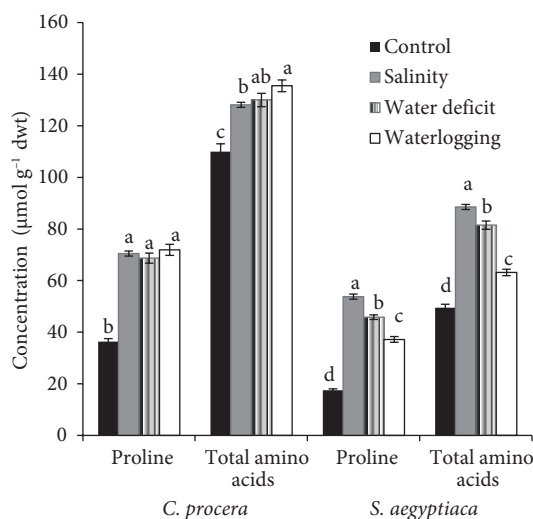 160
140
120
100
80
60
40
20
0
Concentration (μmol g⁻¹ dwt)
Control
Salinity
Water deficit
Waterlogging
b
a
a
a
c
b
ab
a
d
a
b
c
d
a
b
c
Proline
Total amino
acids
Proline
Total amino
acids
C. procera
S. aegyptiaca